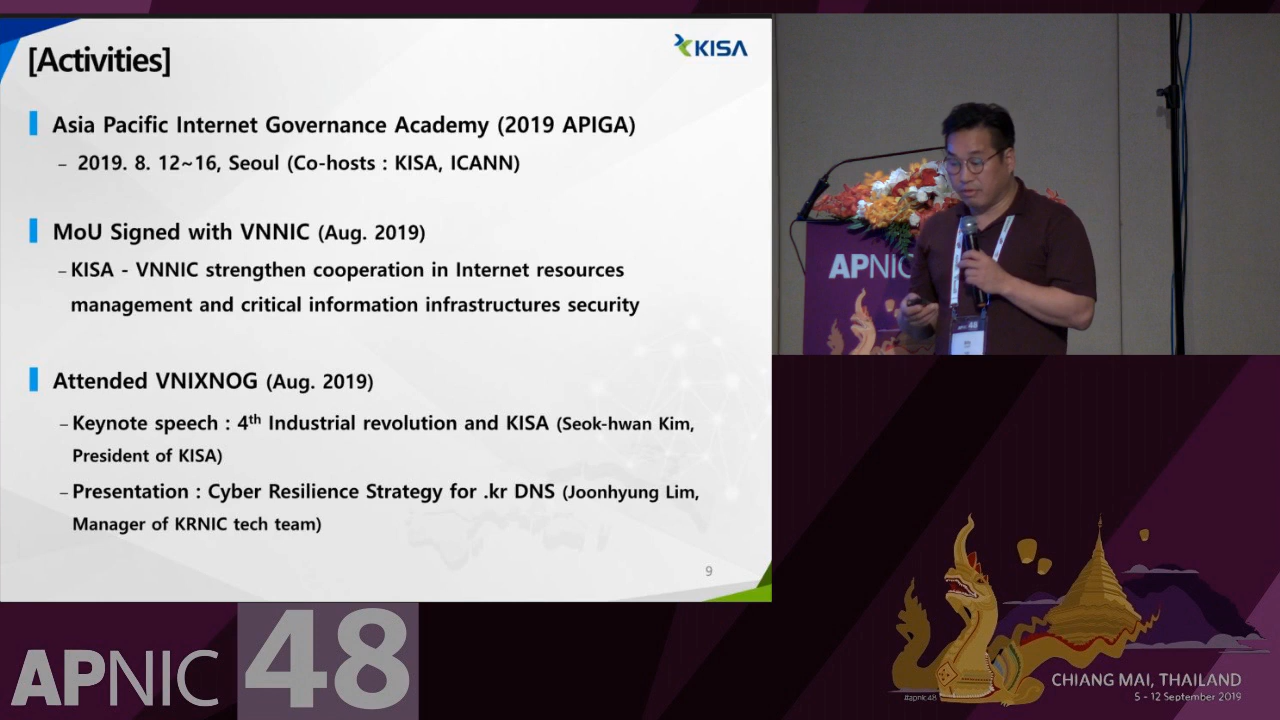 [Activities]
KISA
Asia Pacific Internet Governance Academy (2019 APIGA)
– 2019. 8. 12~16, Seoul (Co-hosts : KISA, ICANN)
MoU Signed with VNNIC (Aug. 2019)
– KISA - VNNIC strengthen cooperation in Internet resources
management and critical information infrastructures security
Attended VNIXNOG (Aug. 2019)
– Keynote speech : 4th Industrial revolution and KISA (Seok-hwan Kim,
President of KISA)
– Presentation : Cyber Resilience Strategy for .kr DNS (Joonhyung Lim,
Manager of KRNIC tech team)
9
APNIC
APNIC 48
APNIC 48
#apnic48
CHIANG MAI, THAILAND
5 - 12 September 2019